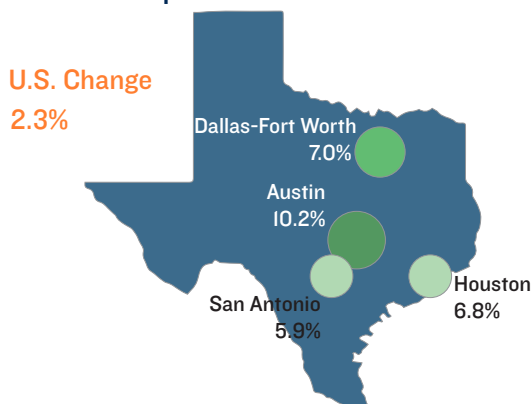 U.S. Change
2.3%
Dallas-Fort Worth
7.0%
Austin
10.2%
San Antonio
5.9%
Houston
6.8%